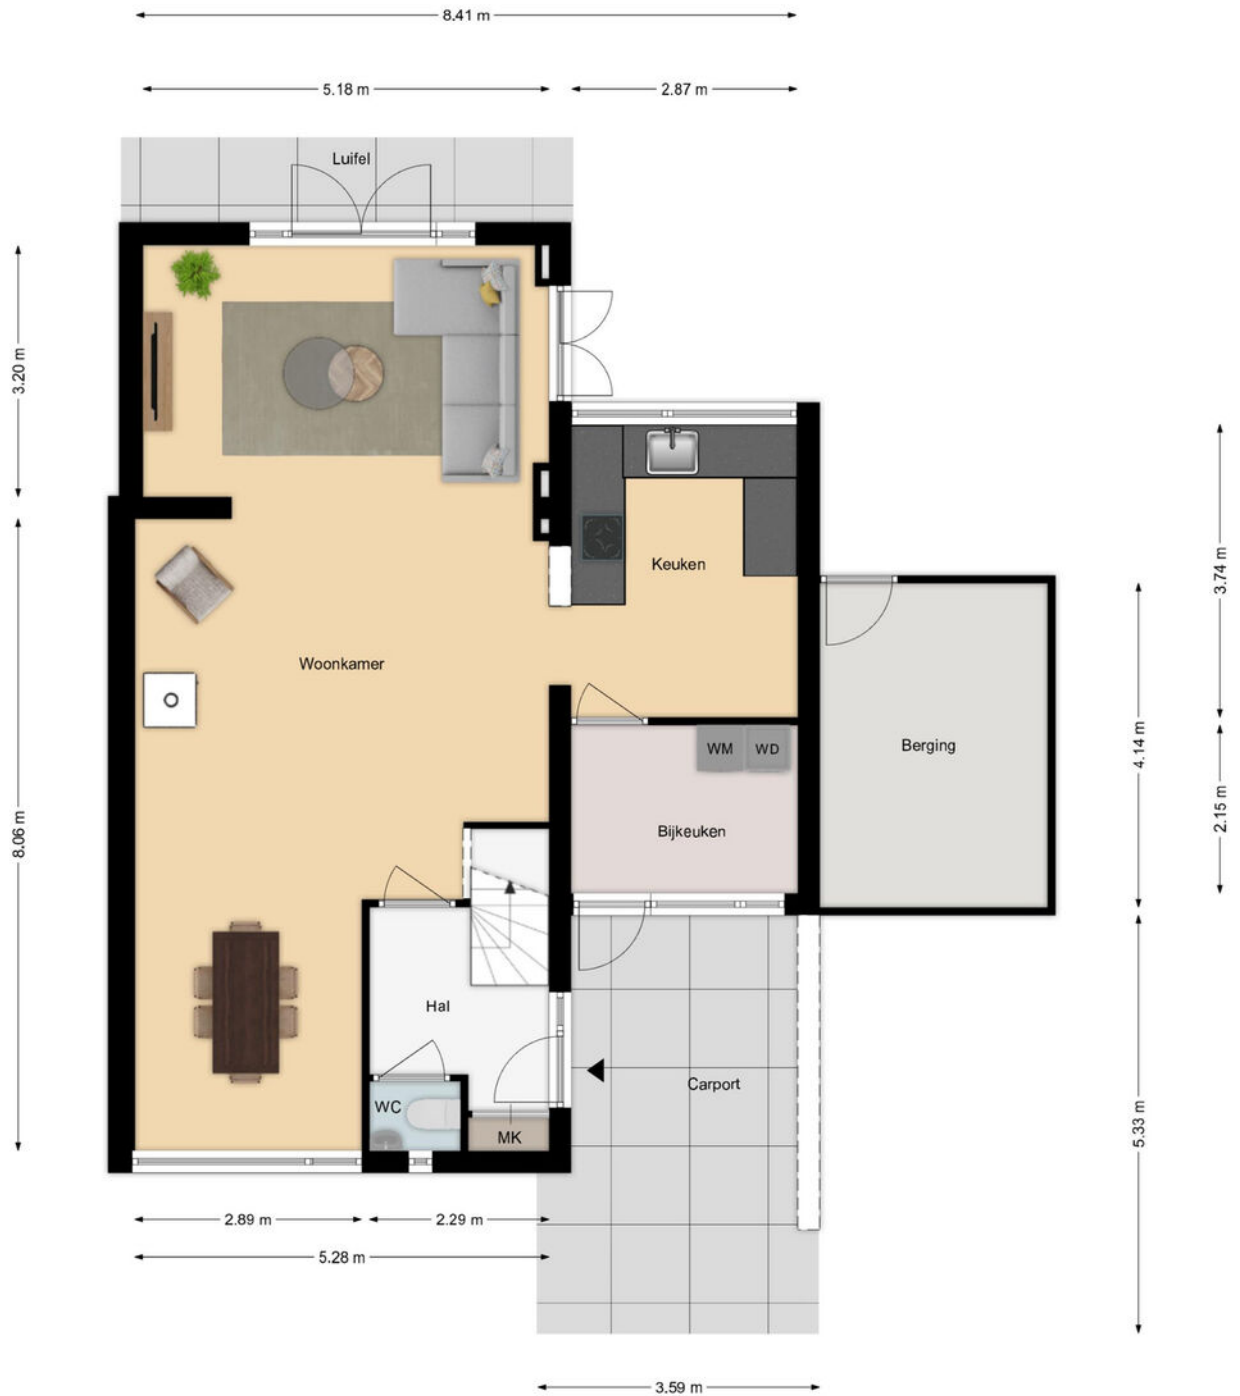 8.41 m
5.18 m
2.87 m
Luifel
3.20 m
Keuken
3.74 m
Woonkamer
4.14 m
Berging
WM
WD
2.15 m
8.06 m
Bijkeuken
Hal
Carport
WC
MK
5.33 m
2.89 m
2.29 m
5.28 m
3.59 m